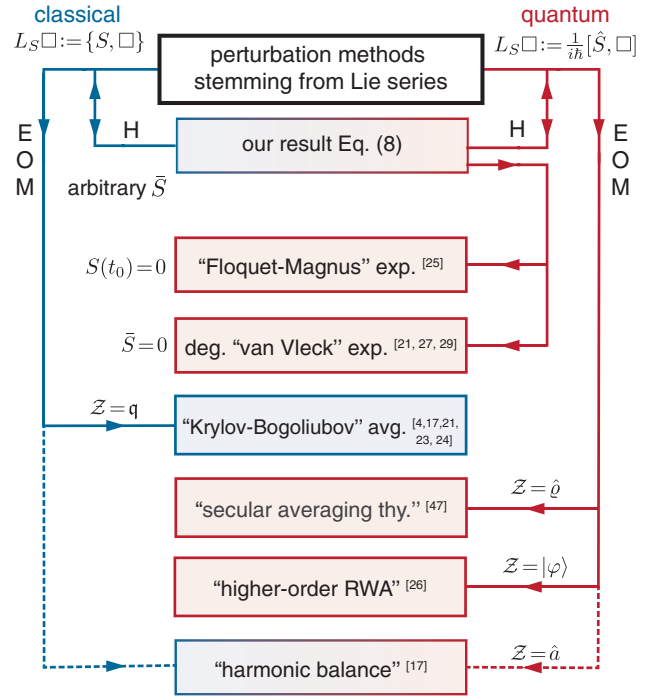 classical
quantum
L_S□:={S,□}
L_S□:=\frac{1}{iℏ}[Ŝ,□]
perturbation methods
stemming from Lie series
E
O
M
H
our result Eq. (8)
H
E
O
M
arbitrary S̄
S(t₀)=0
“Floquet-Magnus” exp. [25]
S̄=0
deg. “van Vleck” exp. [21, 27, 29]
𝒵=𝔮
“Krylov-Bogoliubov” avg. [4,17,21,
23, 24]
“secular averaging thy.” [47]
𝒵=ϱ̂
“higher-order RWA” [26]
𝒵=|φ⟩
“harmonic balance” [17]
𝒵=â